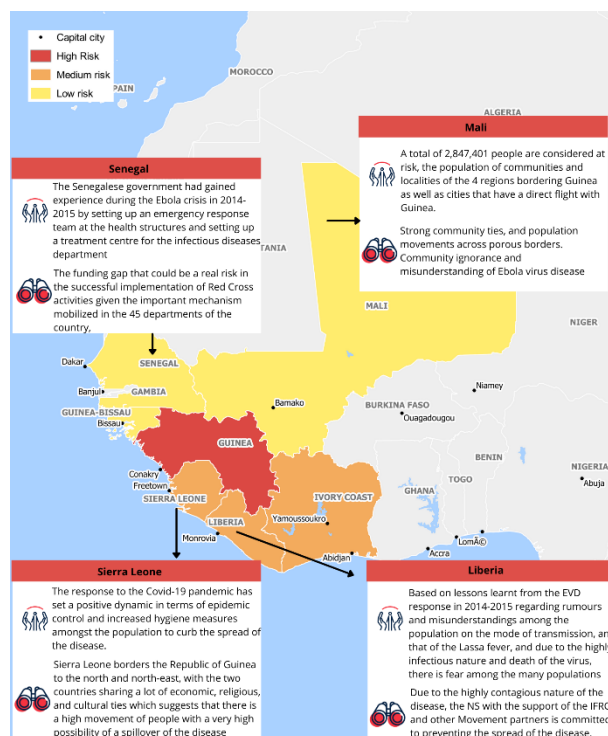 Capital city
High Risk
Medium risk
Low risk
MOROCCO
ALGERIA
Mali
A total of 2,847,401 people are considered at
risk, the population of communities and
localities of the 4 regions bordering Guinea
as well as cities that have a direct flight with
Guinea.
Strong community ties, and population
movements across porous borders.
Community ignorance and
misunderstanding of Ebola virus disease
Senegal
The Senegalese government had gained
experience during the Ebola crisis in 2014-
2015 by setting up an emergency response
team at the health structures and setting up
a treatment centre for the infectious diseases
department
The funding gap that could be a real risk in
the successful implementation of Red Cross
activities given the important mechanism
mobilized in the 45 departments of the
country,
MALI
NIGER
Dakar
SENEGAL
Banjul
GAMBIA
GUINEA-BISSAU
Bissau
Bamako
Niamey
BURKINA FASO
Ouagadougou
GUINEA
BENIN
NIGERIA
Abuja
TOGO
GHANA
Conakry
Freetown
SIERRA LEONE
IVORY COAST
LIBERIA
Yamoussoukro
Monrovia
Abidjan
Accra
LomÃ©
Sierra Leone
The response to the Covid-19 pandemic has
set a positive dynamic in terms of epidemic
control and increased hygiene measures
amongst the population to curb the spread of
the disease.
Sierra Leone borders the Republic of Guinea
to the north and north-east, with the two
countries sharing a lot of economic, religious,
and cultural ties which suggests that there is
a high movement of people with a very high
possibility of a spillover of the disease
Liberia
Based on lessons learnt from the EVD
response in 2014-2015 regarding rumours
and misunderstandings among the
population on the mode of transmission, an
that of the Lassa fever, and due to the highly
infectious nature and death of the virus,
there is fear among the many populations
Due to the highly contagious nature of the
disease, the NS with the support of the IFRC
and other Movement partners is committed
to preventing the spread of the disease.